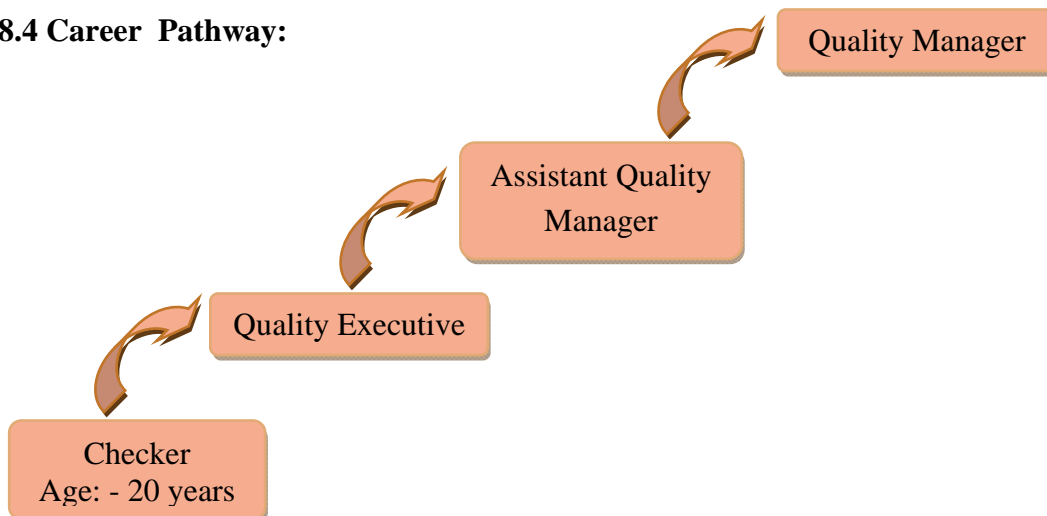 8.4 Career Pathway:
Quality Manager
Assistant Quality
Manager
Quality Executive
Checker
Age: - 20 years